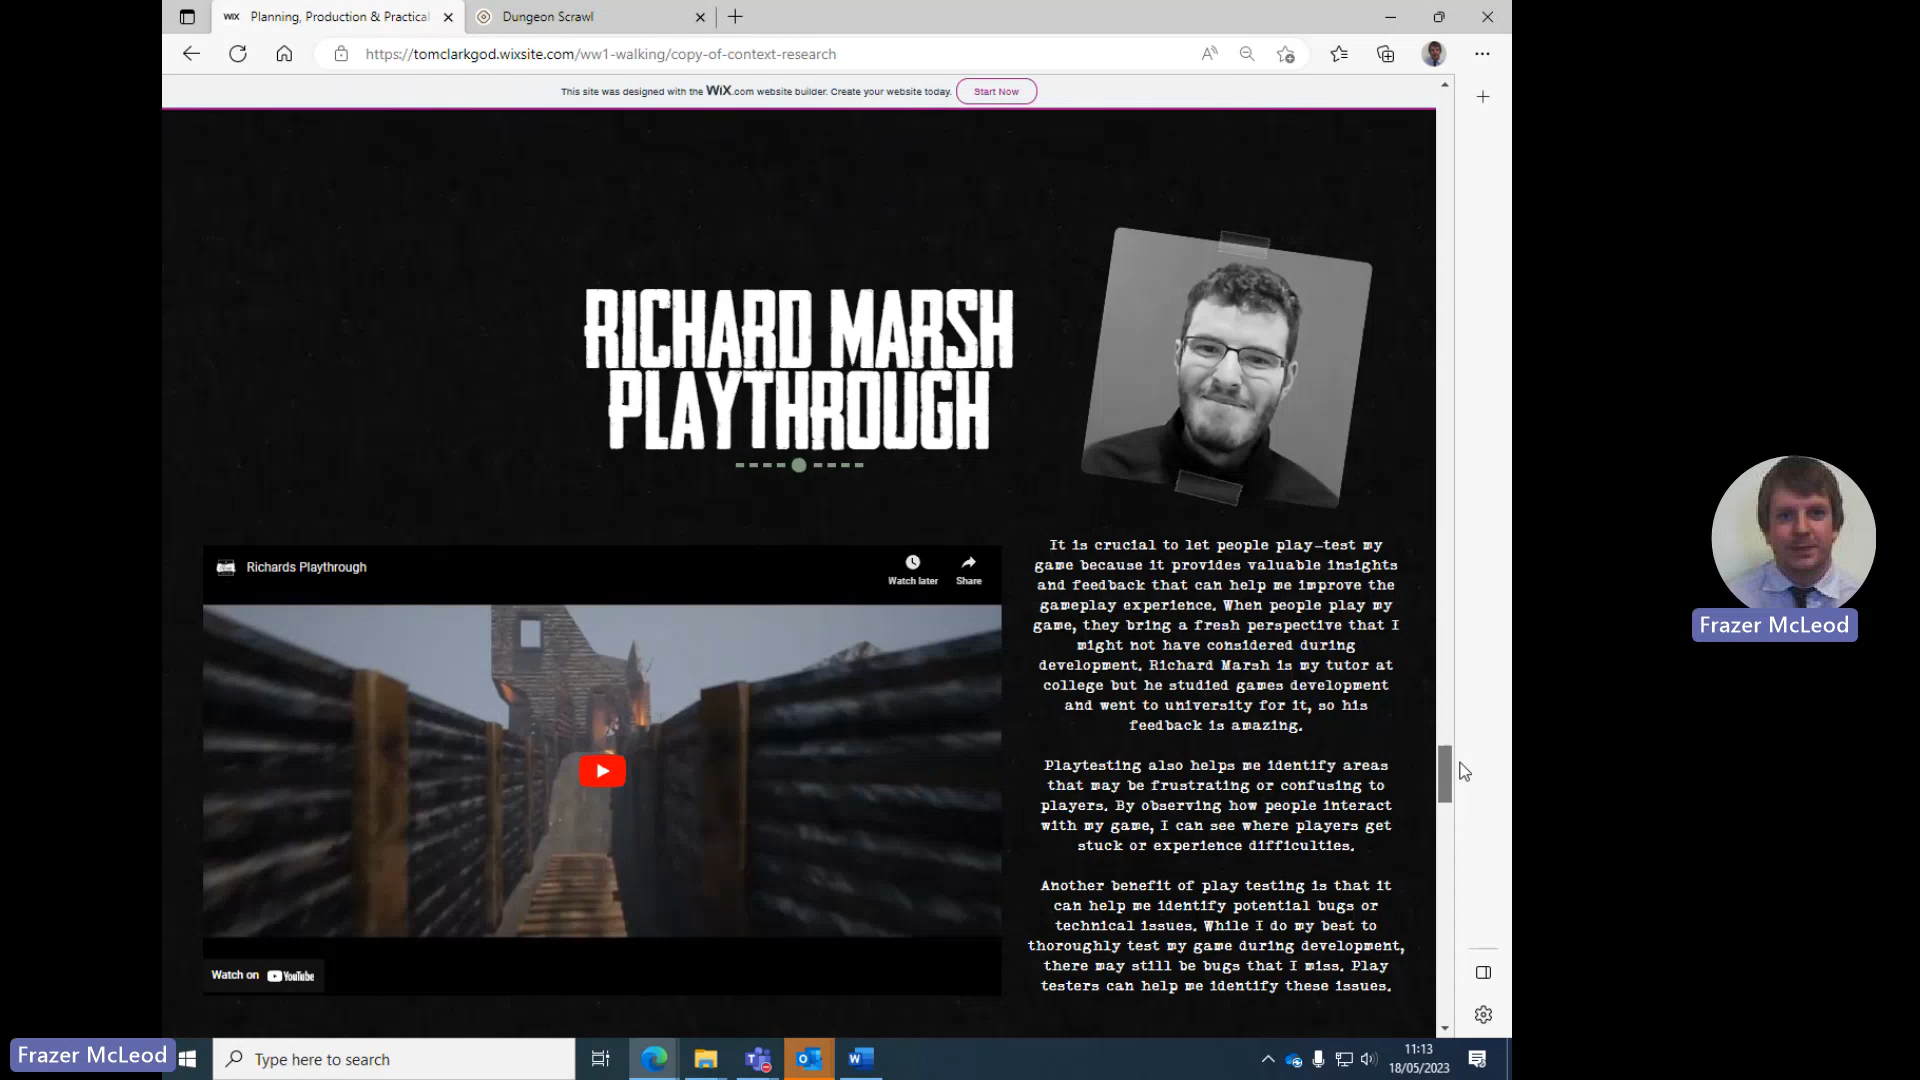 Planning, Production & Practical
Dungeon Scrawl
https://tomclarkgod.wixsite.com/ww1-walking/copy-of-context-research
This site was designed with the WiX.com website builder. Create your website today.
Start Now
RICHARD MARSH
PLAYTHROUGH
Richards Playthrough
Watch later
Share
Watch on YouTube
It is crucial to let people play-test my
game because it provides valuable insights
and feedback that can help me improve the
gameplay experience. When people play my
game, they bring a fresh perspective that I
might not have considered during
development. Richard Marsh is my tutor at
college but he studied games development
and went to university for it, so his
feedback is amazing.
Playtesting also helps me identify areas
that may be frustrating or confusing to
players. By observing how people interact
with my game, I can see where players get
stuck or experience difficulties.
Another benefit of play testing is that it
can help me identify potential bugs or
technical issues. While I do my best to
thoroughly test my game during development,
there may still be bugs that I miss. Play
testers can help me identify these issues.
Frazer McLeod
Frazer McLeod
Type here to search
11:13
18/05/2023